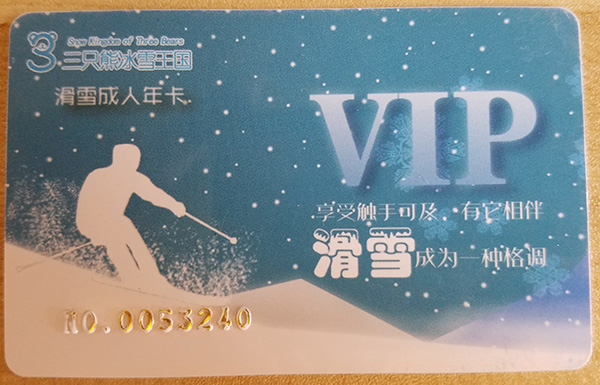 Snow Kingdom of Three Bears
三只熊冰雪王国
滑雪成人年卡
VIP
享受触手可及、有它相伴
滑雪成为一种格调
NO.0053240